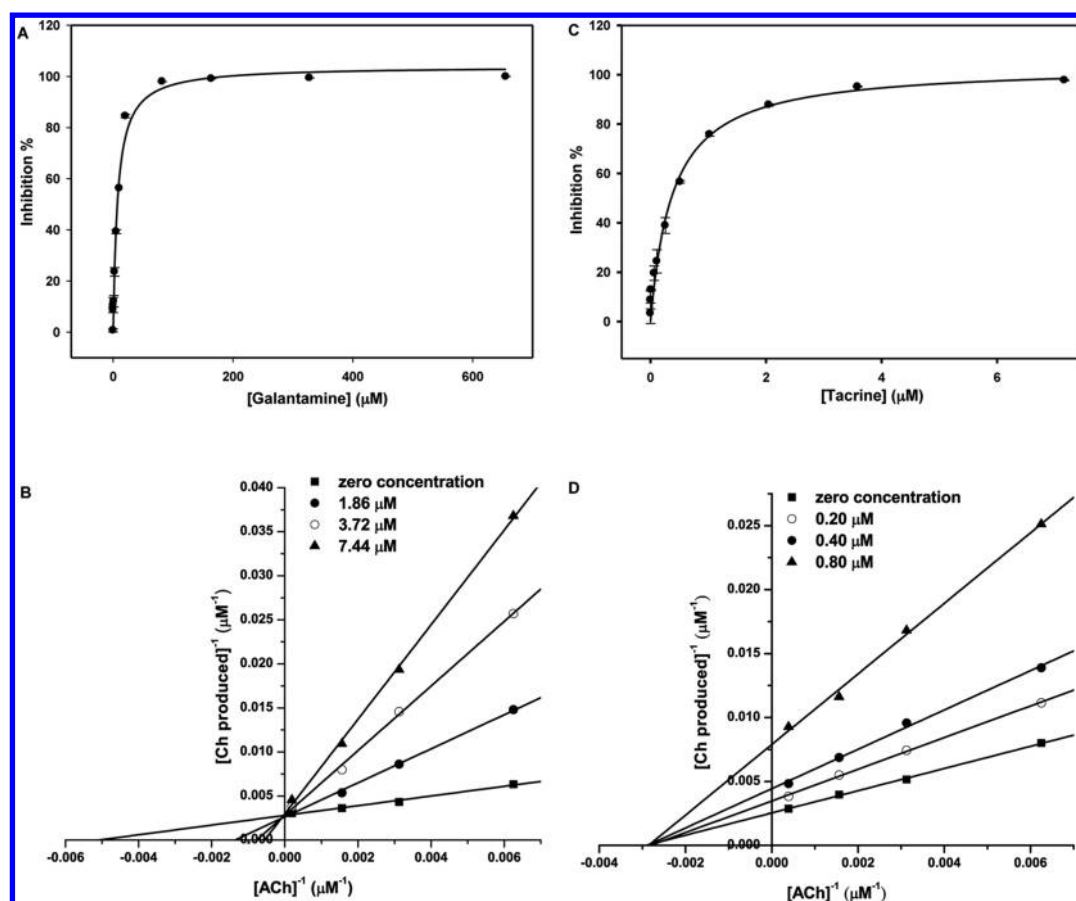 A
Inhibition %
120
100
80
60
40
20
0
0 200 400 600
[Galantamine] (μM)
C
Inhibition %
120
100
80
60
40
20
0
0 2 4 6
[Tacrine] (μM)
B
zero concentration
1.86 μM
3.72 μM
7.44 μM
[Ch produced]-1 (μM-1)
0.040
0.035
0.030
0.025
0.020
0.015
0.010
0.005
0.000
-0.006 -0.004 -0.002 0.000 0.002 0.004 0.006
[ACh]-1 (μM-1)
D
zero concentration
0.20 μM
0.40 μM
0.80 μM
[Ch produced]-1 (μM-1)
0.025
0.020
0.015
0.010
0.005
0.000
-0.004 -0.002 0.000 0.002 0.004 0.006
[ACh]-1 (μM-1)